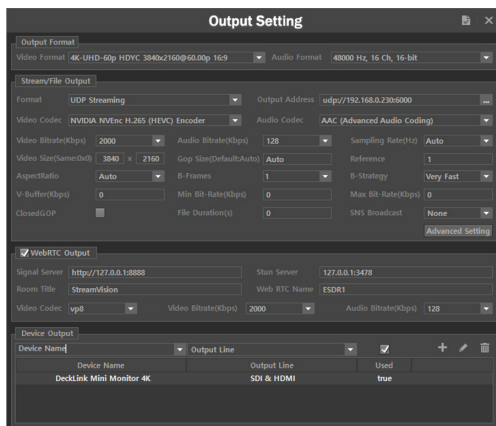 Output Setting
Output Format
Video Format 4K-UHD-60p HDYC 3840x2160@60.00p 16:9 Audio Format 48000 Hz, 16 Ch, 16-bit
Stream/File Output
Format UDP Streaming Output Address udp://192.168.0.230:6000 ...
Video Codec NVIDIA NVEnc H.265 (HEVC) Encoder Audio Codec AAC (Advanced Audio Coding)
Video Bitrate(Kbps) 2000 Audio Bitrate(Kbps) 128 Sampling Rate(Hz) Auto
Video Size(Same:0x0) 3840 x 2160 Gop Size(Default:Auto) Auto Reference 1
AspectRatio Auto B-Frames 1 B-Strategy Very Fast
V-Buffer(Kbps) 0 Min Bit-Rate(Kbps) 0 Max Bit-Rate(Kbps) 0
ClosedGOP File Duration(s) 0 SNS Broadcast None
Advanced Setting
WebRTC Output
Signal Server http://127.0.0.1:8888 Stun Server 127.0.0.1:3478
Room Title StreamVision Web RTC Name ESDR1
Video Codec vp8 Video Bitrate(Kbps) 2000 Audio Bitrate(Kbps) 128
Device Output
Device Name Output Line
Device Name Output Line Used
DeckLink Mini Monitor 4K SDI & HDMI true